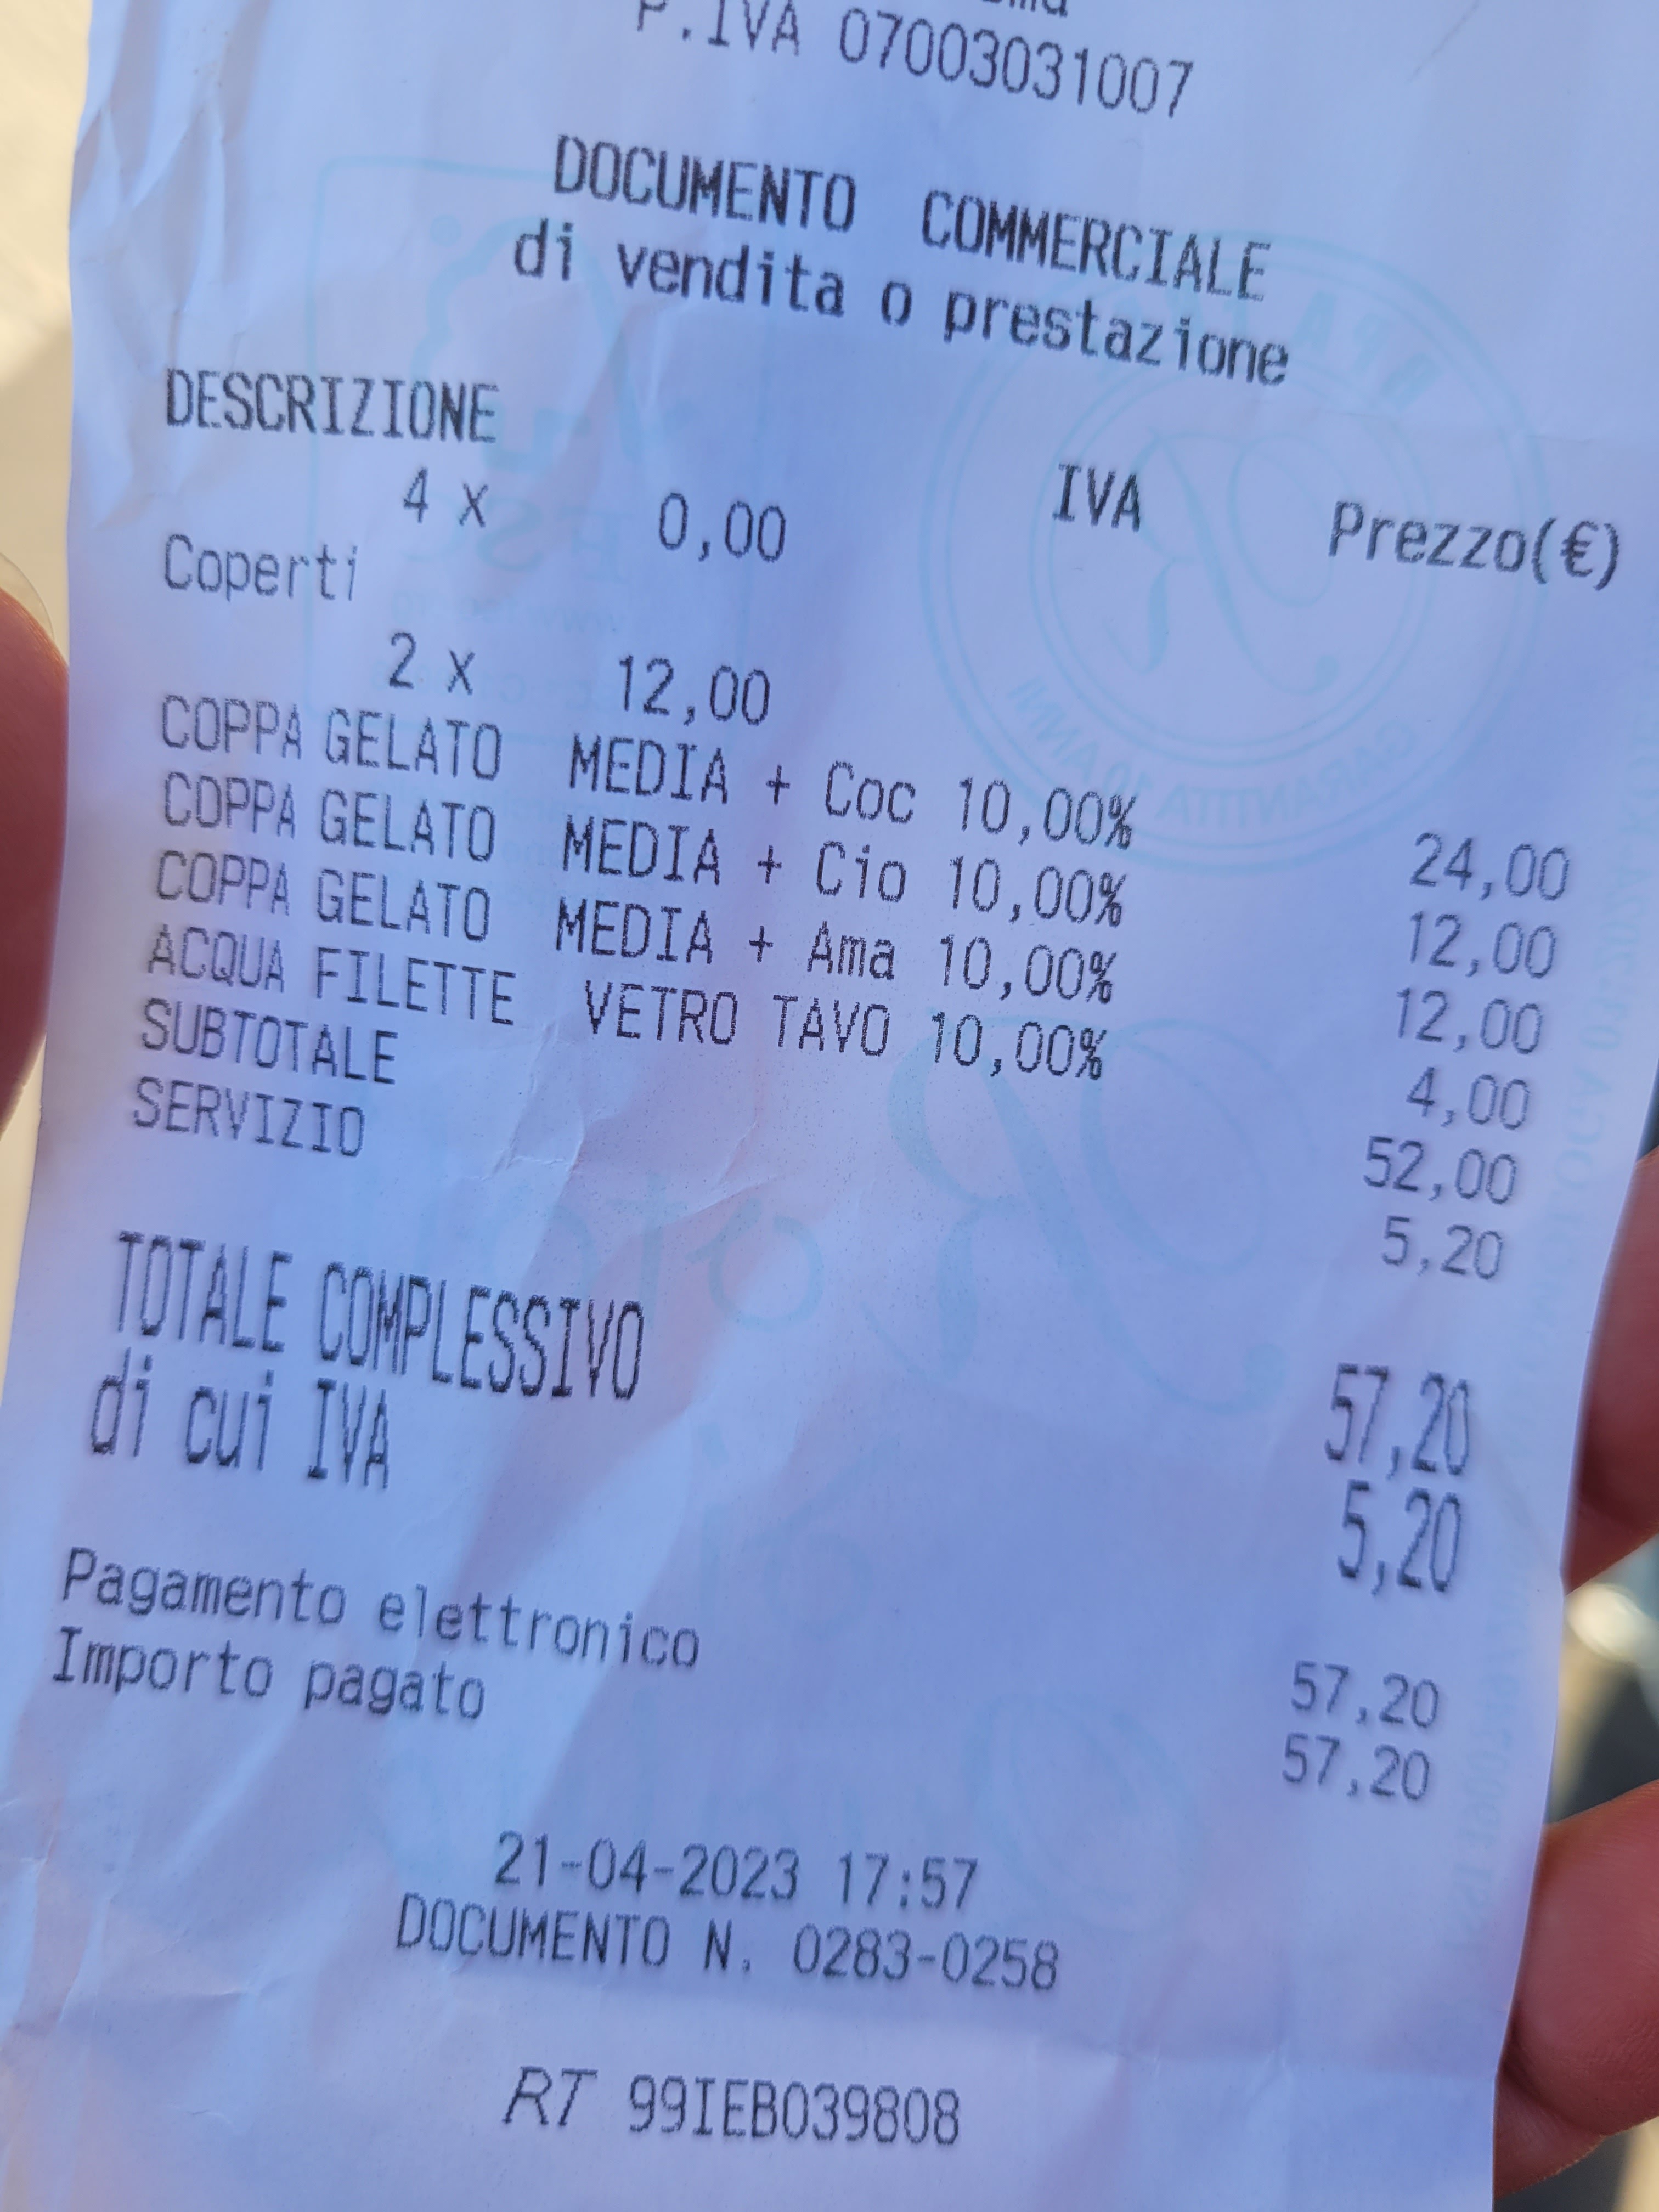 P.IVA 07003031007
DOCUMENTO COMMERCIALE
di vendita o prestazione
DESCRIZIONE IVA Prezzo(€)
4 x 0,00
Coperti
2 x 12,00
COPPA GELATO MEDIA + Coc 10,00% 24,00
COPPA GELATO MEDIA + Cio 10,00% 12,00
COPPA GELATO MEDIA + Ama 10,00% 12,00
ACQUA FILETTE VETRO TAVO 10,00% 4,00
SUBTOTALE 52,00
SERVIZIO 5,20
TOTALE COMPLESSIVO 57,20
di cui IVA 5,20
Pagamento elettronico 57,20
Importo pagato 57,20
21-04-2023 17:57
DOCUMENTO N. 0283-0258
RT 99IEB039808